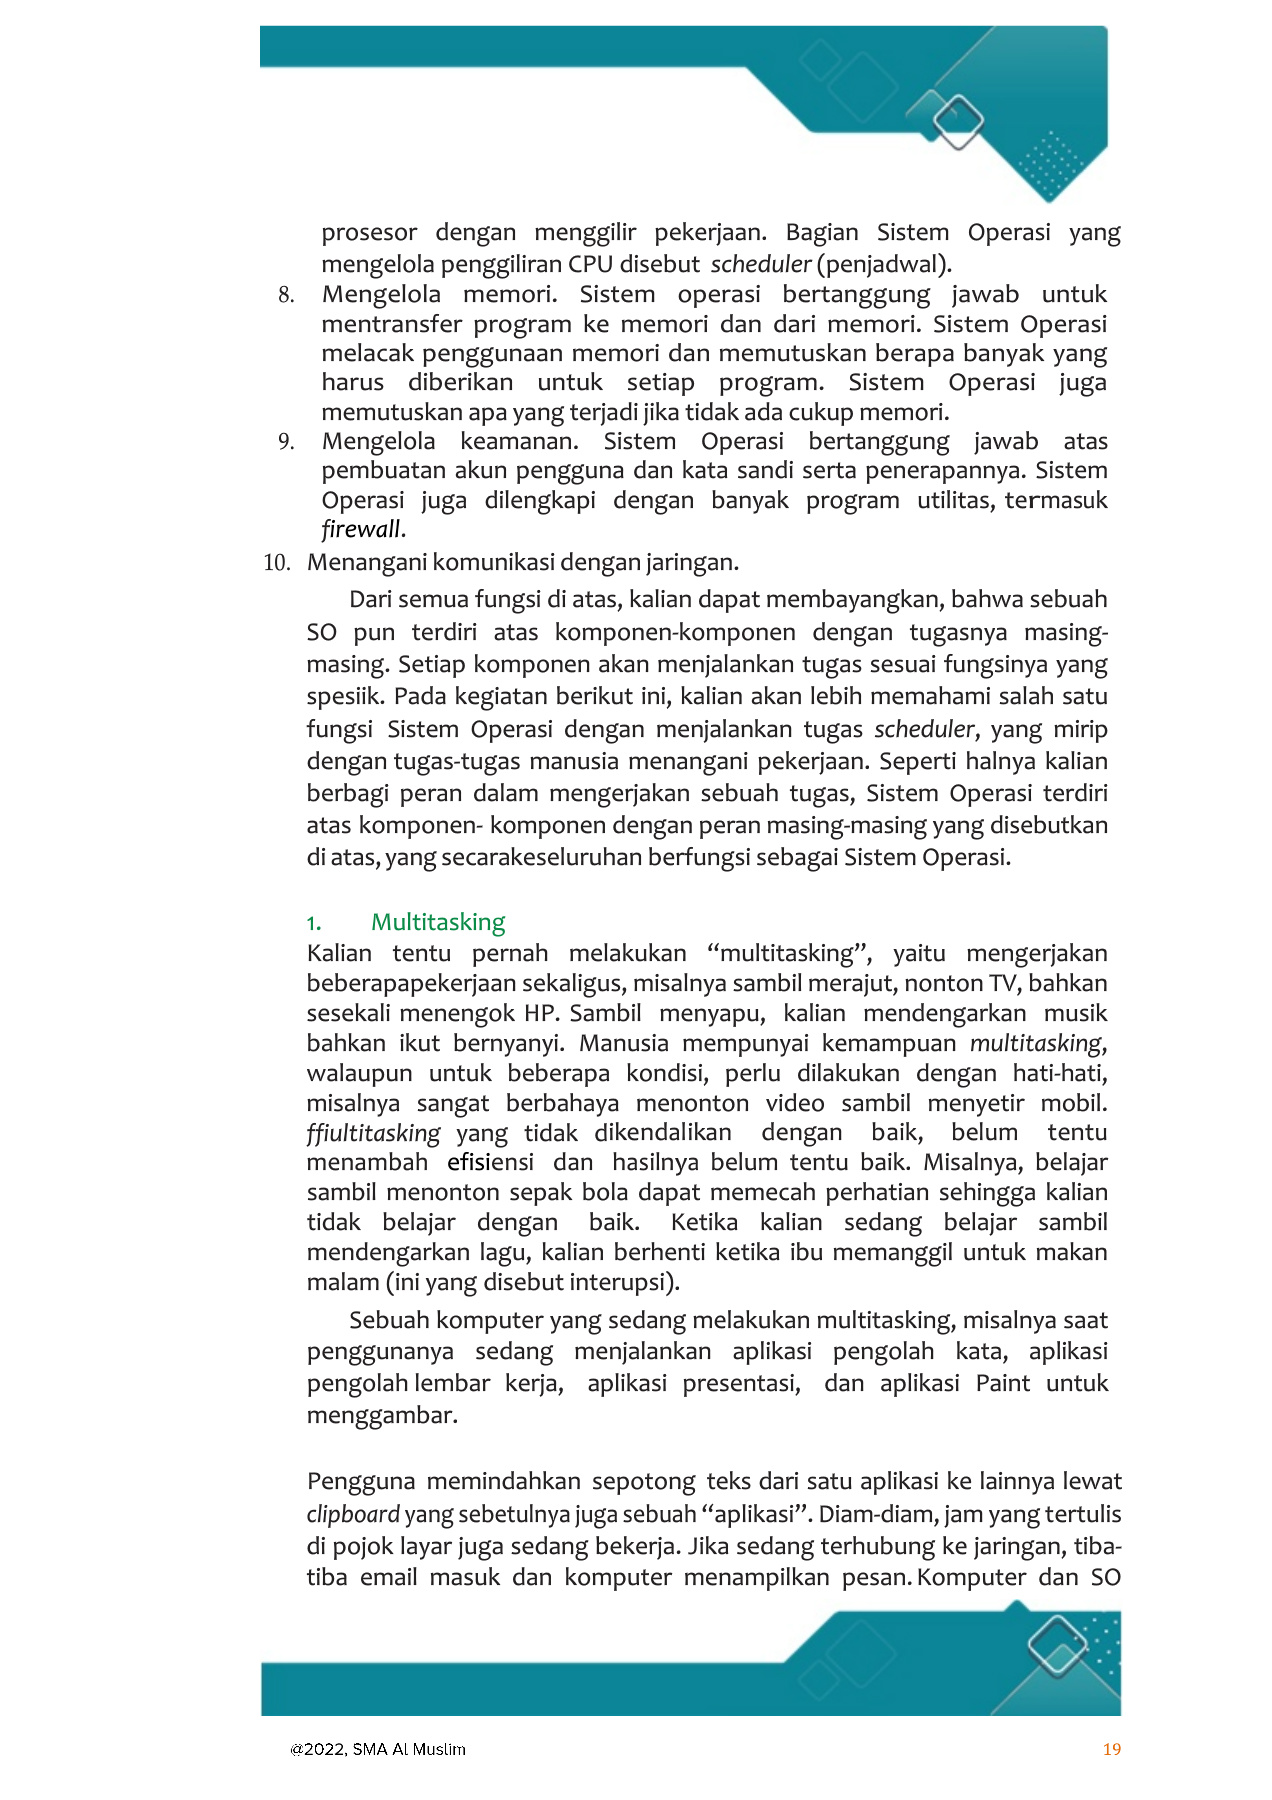 prosesor dengan menggilir pekerjaan. Bagian Sistem Operasi yang
mengelola penggiliran CPU disebut scheduler (penjadwal).
8. Mengelola memori. Sistem operasi bertanggung jawab untuk
mentransfer program ke memori dan dari memori. Sistem Operasi
melacak penggunaan memori dan memutuskan berapa banyak yang
harus diberikan untuk setiap program. Sistem Operasi juga
memutuskan apa yang terjadi jika tidak ada cukup memori.
9. Mengelola keamanan. Sistem Operasi bertanggung jawab atas
pembuatan akun pengguna dan kata sandi serta penerapannya. Sistem
Operasi juga dilengkapi dengan banyak program utilitas, termasuk
firewall.
10. Menangani komunikasi dengan jaringan.
Dari semua fungsi di atas, kalian dapat membayangkan, bahwa sebuah
SO pun terdiri atas komponen-komponen dengan tugasnya masing-
masing. Setiap komponen akan menjalankan tugas sesuai fungsinya yang
spesiik. Pada kegiatan berikut ini, kalian akan lebih memahami salah satu
fungsi Sistem Operasi dengan menjalankan tugas scheduler, yang mirip
dengan tugas-tugas manusia menangani pekerjaan. Seperti halnya kalian
berbagi peran dalam mengerjakan sebuah tugas, Sistem Operasi terdiri
atas komponen- komponen dengan peran masing-masing yang disebutkan
di atas, yang secarakeseluruhan berfungsi sebagai Sistem Operasi.
1. Multitasking
Kalian tentu pernah melakukan “multitasking”, yaitu mengerjakan
beberapapekerjaan sekaligus, misalnya sambil merajut, nonton TV, bahkan
sesekali menengok HP. Sambil menyapu, kalian mendengarkan musik
bahkan ikut bernyanyi. Manusia mempunyai kemampuan multitasking,
walaupun untuk beberapa kondisi, perlu dilakukan dengan hati-hati,
misalnya sangat berbahaya menonton video sambil menyetir mobil.
ffiultitasking yang tidak dikendalikan dengan baik, belum tentu
menambah efisiensi dan hasilnya belum tentu baik. Misalnya, belajar
sambil menonton sepak bola dapat memecah perhatian sehingga kalian
tidak belajar dengan baik. Ketika kalian sedang belajar sambil
mendengarkan lagu, kalian berhenti ketika ibu memanggil untuk makan
malam (ini yang disebut interupsi).
Sebuah komputer yang sedang melakukan multitasking, misalnya saat
penggunanya sedang menjalankan aplikasi pengolah kata, aplikasi
pengolah lembar kerja, aplikasi presentasi, dan aplikasi Paint untuk
menggambar.
Pengguna memindahkan sepotong teks dari satu aplikasi ke lainnya lewat
clipboard yang sebetulnya juga sebuah “aplikasi”. Diam-diam, jam yang tertulis
di pojok layar juga sedang bekerja. Jika sedang terhubung ke jaringan, tiba-
tiba email masuk dan komputer menampilkan pesan. Komputer dan SO
@2022, SMA Al Muslim 19